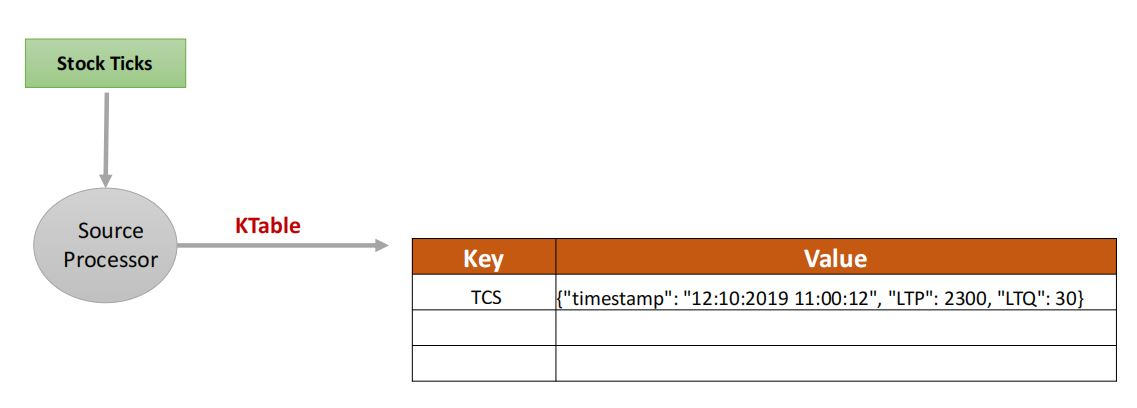 Stock Ticks
Source
Processor
KTable
Key Value
TCS {"timestamp": "12:10:2019 11:00:12", "LTP": 2300, "LTQ": 30}